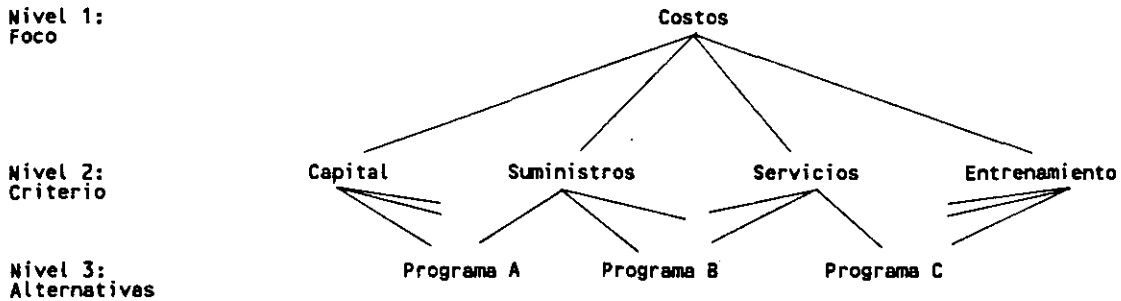 Nivel 1:
Foco
Costos
Nivel 2:
Criterio
Capital
Suministros
Servicios
Entrenamiento
Nivel 3:
Alternativas
Programa A
Programa B
Programa C